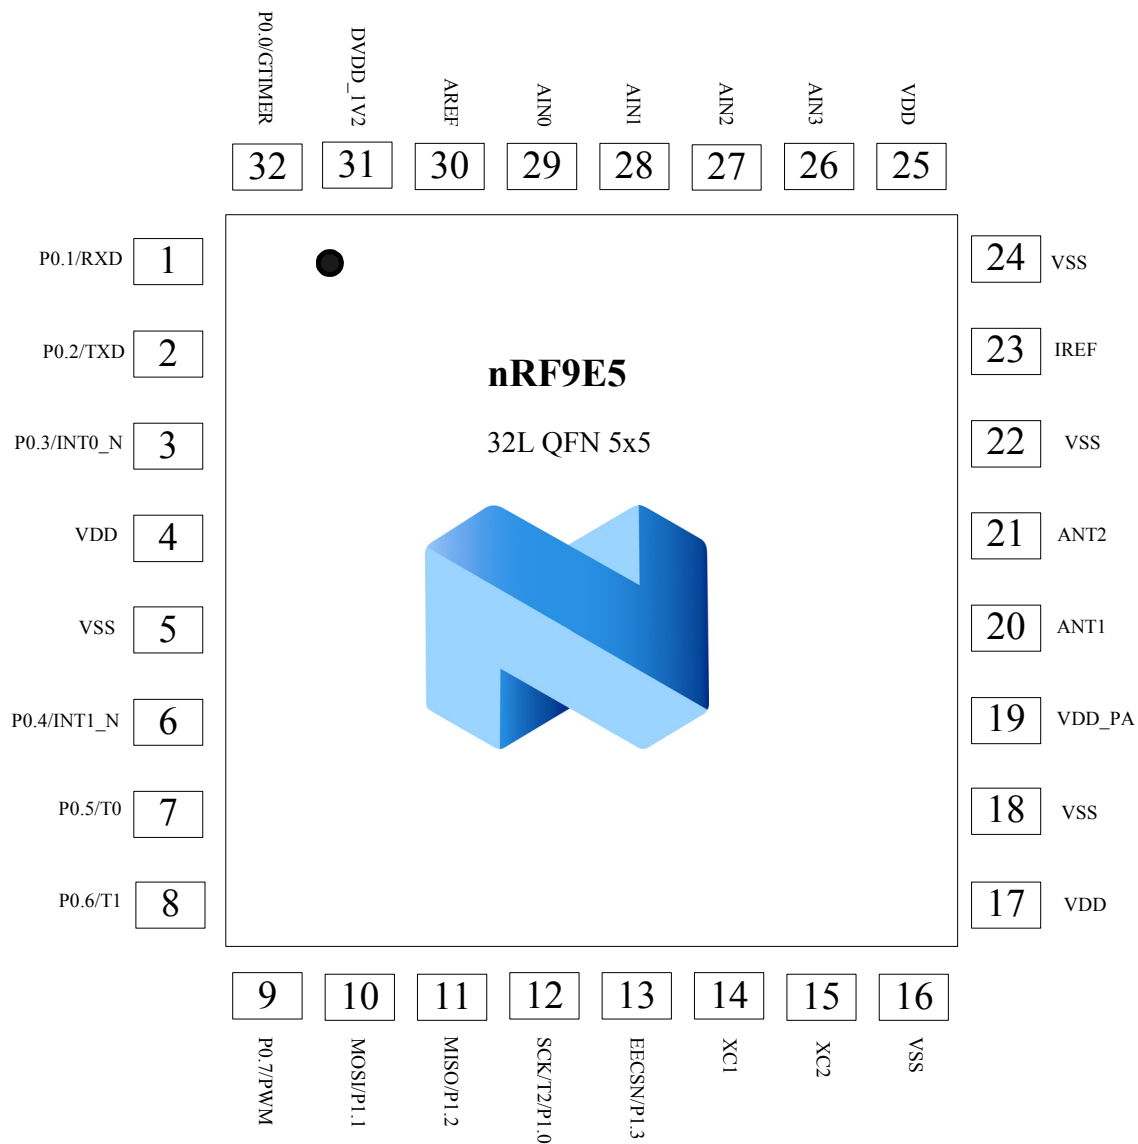 P0.0/GTIMER
DVDD_1V2
AREF
AIN0
AIN1
AIN2
AIN3
VDD
32
31
30
29
28
27
26
25
P0.1/RXD 1
P0.2/TXD 2
P0.3/INT0_N 3
VDD 4
VSS 5
P0.4/INT1_N 6
P0.5/T0 7
P0.6/T1 8
nRF9E5
32L QFN 5x5
24 VSS
23 IREF
22 VSS
21 ANT2
20 ANT1
19 VDD_PA
18 VSS
17 VDD
9
10
11
12
13
14
15
16
P0.7/PWM
MOSI/P1.1
MISO/P1.2
SCK/T2/P1.0
EECSN/P1.3
XC1
XC2
VSS